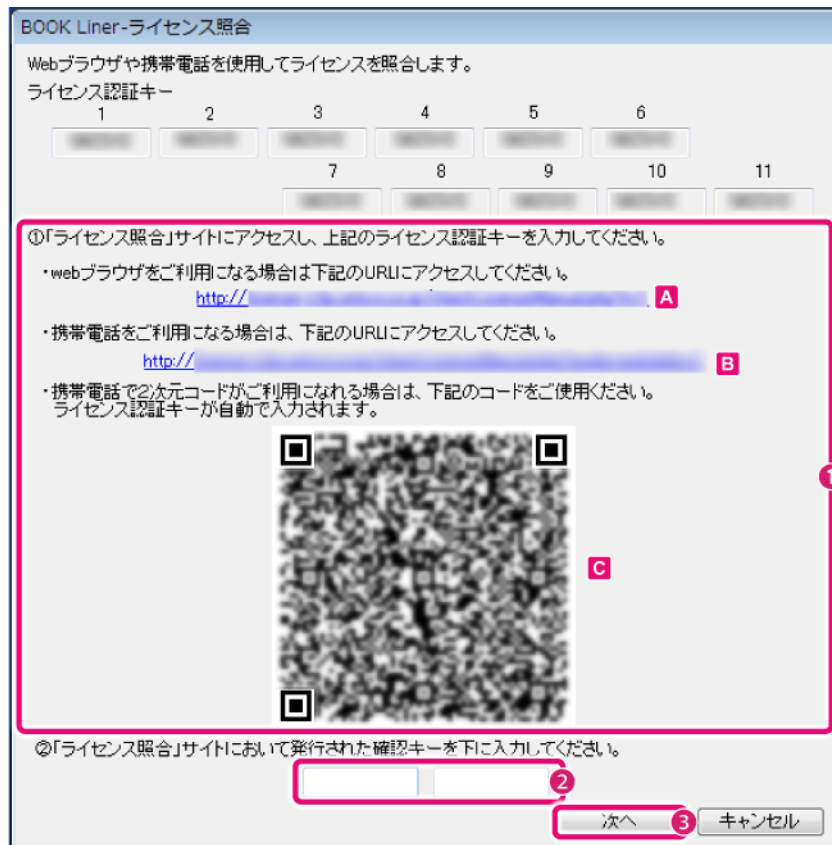 BOOK Liner-ライセンス照合
Webブラウザや携帯電話を使用してライセンスを照合します。
ライセンス認証キー
1 2 3 4 5 6
7 8 9 10 11
①「ライセンス照合」サイトにアクセスし、上記のライセンス認証キーを入力してください。
・webブラウザをご利用になる場合は下記のURLにアクセスしてください。
http:// A
・携帯電話をご利用になる場合は、下記のURLにアクセスしてください。
http:// B
・携帯電話で2次元コードがご利用になれる場合は、下記のコードをご使用ください。
ライセンス認証キーが自動で入力されます。
1
C
②「ライセンス照合」サイトにおいて発行された確認キーを下に入力してください。
2
次へ 3 キャンセル